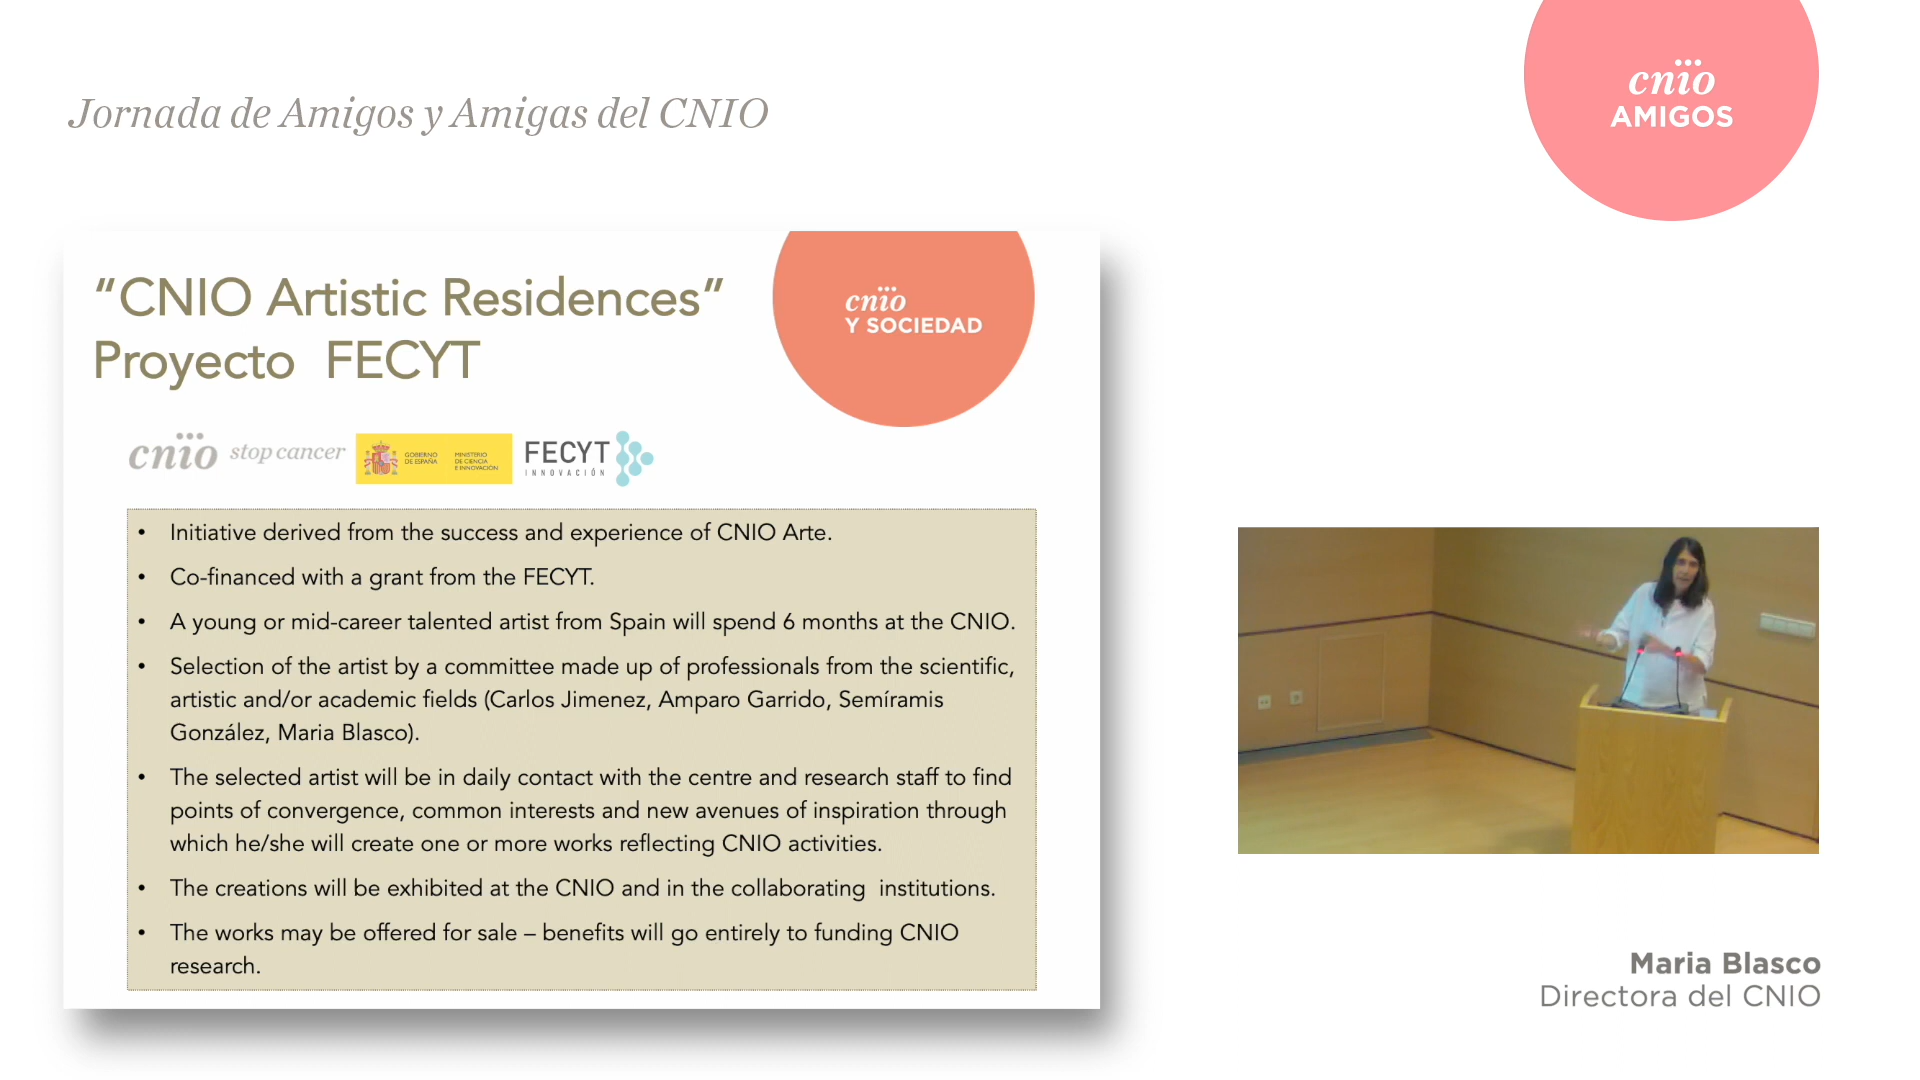 Jornada de Amigos y Amigas del CNIO
cnio
AMIGOS
“CNIO Artistic Residences”
Proyecto FECYT
cnio
Y SOCIEDAD
cnio stop cancer
GOBIERNO
DE ESPAÑA
MINISTERIO
DE CIENCIA
E INNOVACIÓN
FECYT
INNOVACIÓN
• Initiative derived from the success and experience of CNIO Arte.
• Co-financed with a grant from the FECYT.
• A young or mid-career talented artist from Spain will spend 6 months at the CNIO.
• Selection of the artist by a committee made up of professionals from the scientific,
artistic and/or academic fields (Carlos Jimenez, Amparo Garrido, Semíramis
González, Maria Blasco).
• The selected artist will be in daily contact with the centre and research staff to find
points of convergence, common interests and new avenues of inspiration through
which he/she will create one or more works reflecting CNIO activities.
• The creations will be exhibited at the CNIO and in the collaborating institutions.
• The works may be offered for sale – benefits will go entirely to funding CNIO
research.
Maria Blasco
Directora del CNIO